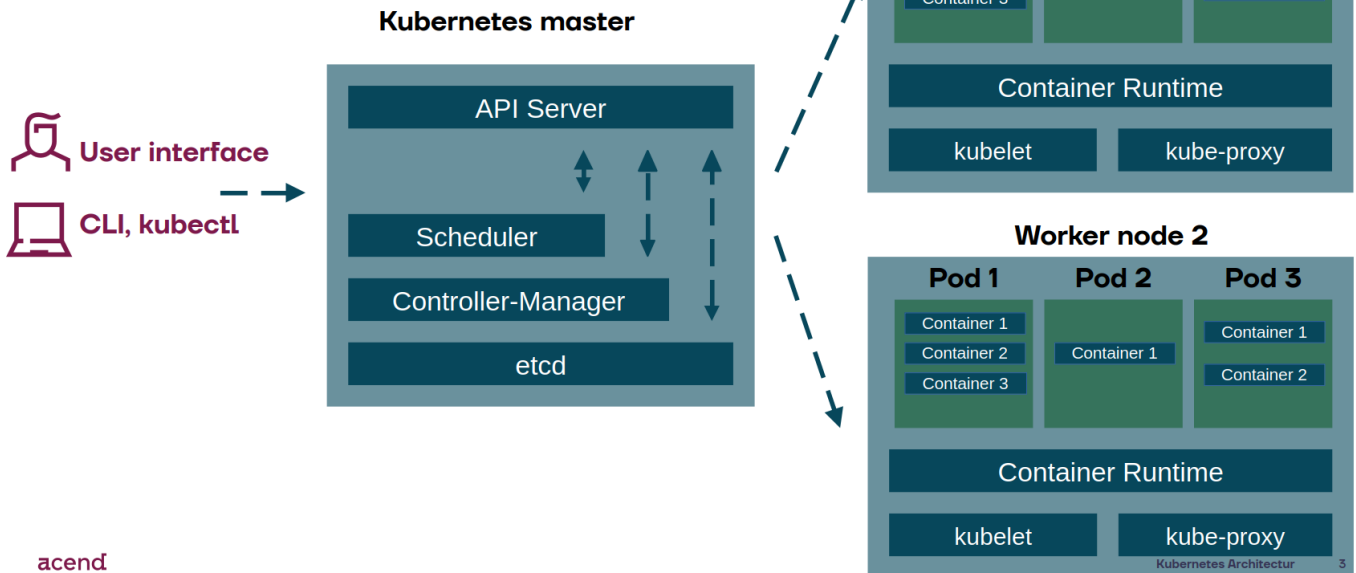 Kubernetes master
API Server
Scheduler
Controller-Manager
etcd
User interface
CLI, kubectl
Container 3
Container Runtime
kubelet
kube-proxy
Worker node 2
Pod 1
Pod 2
Pod 3
Container 1
Container 2
Container 3
Container 1
Container 1
Container 2
Container Runtime
kubelet
kube-proxy
Kubernetes Architectur
3
acend